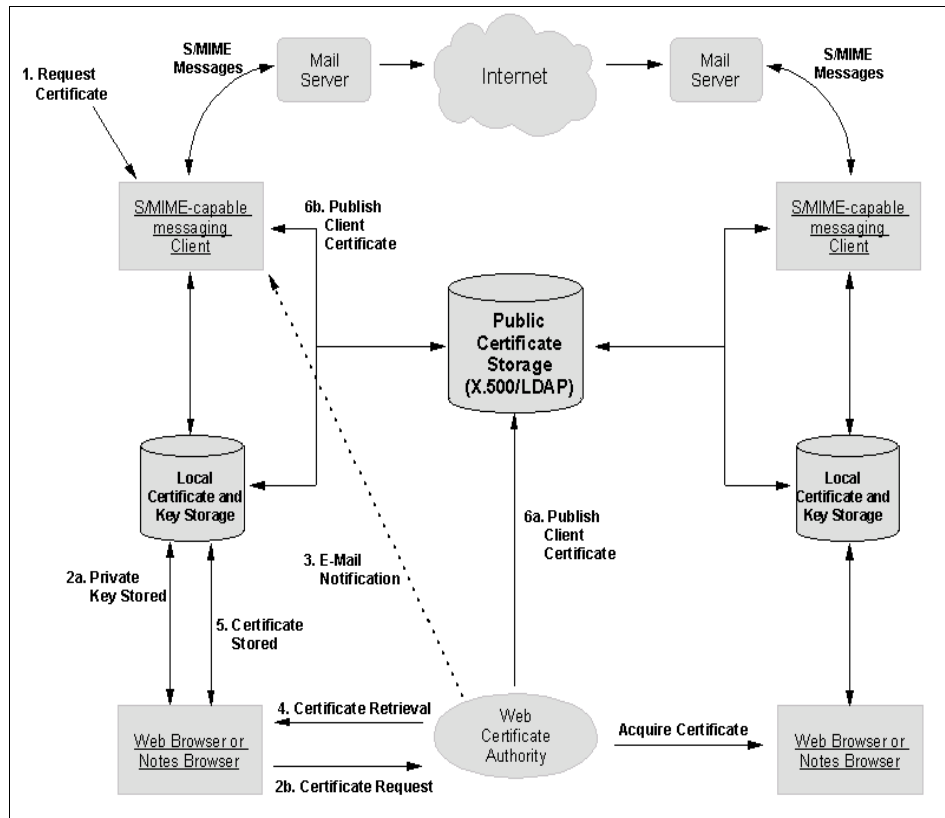 S/MIME
Messages
Mail
Server
Internet
Mail
Server
S/MIME
Messages
1. Request
Certificate
S/MIME-capable
messaging
Client
6b. Publish
Client
Certificate
S/MIME-capable
messaging
Client
Public
Certificate
Storage
(X.500/LDAP)
Local
Certificate and
Key Storage
Local
Certificate and
Key Storage
6a. Publish
Client
Certificate
3. E-Mail
Notification
2a. Private
Key Stored
5. Certificate
Stored
4. Certificate Retrieval
Web
Certificate
Authority
Acquire Certificate
Web Browser or
Notes Browser
2b. Certificate Request
Web Browser or
Notes Browser